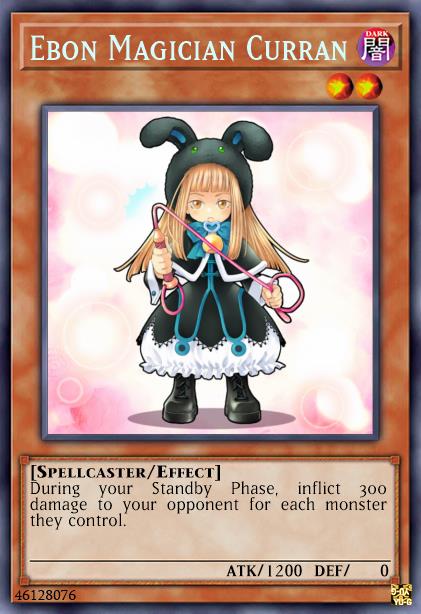 Ebon Magician Curran
DARK
闇
[Spellcaster/Effect]
During your Standby Phase, inflict 300
damage to your opponent for each monster
they control.
ATK/1200 DEF/ 0
46128076